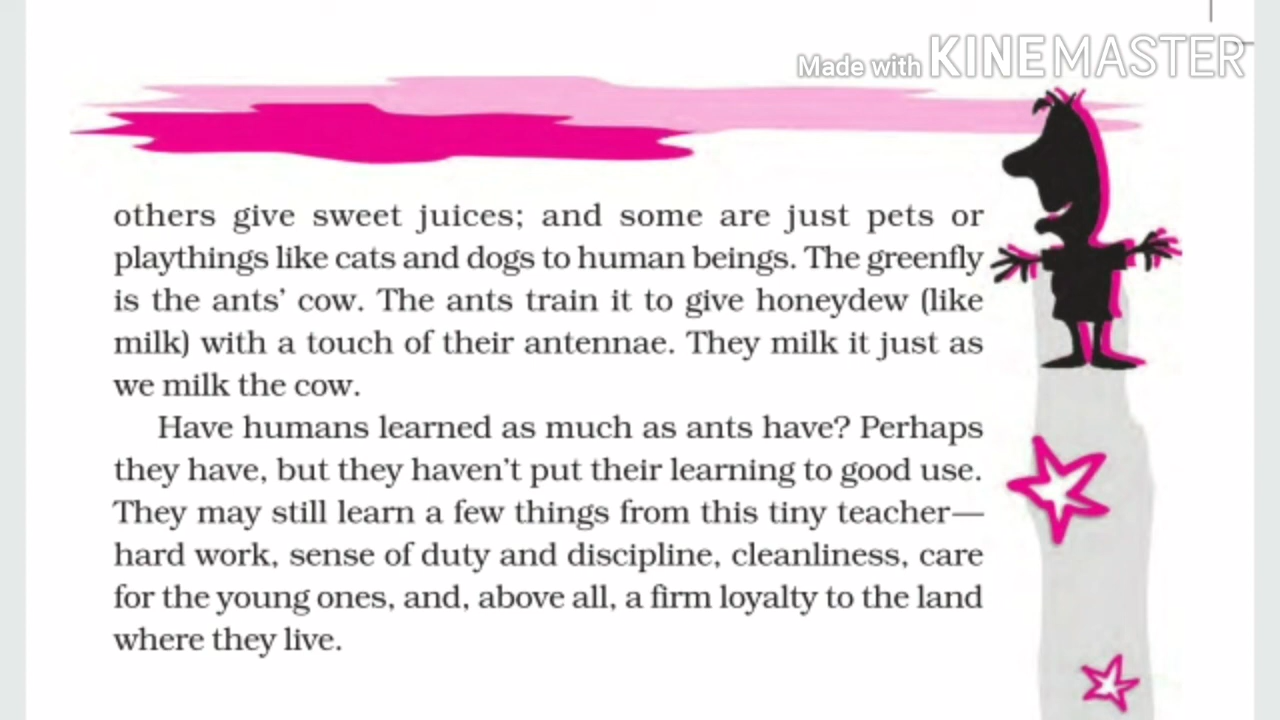 Made with KINEMASTER
others give sweet juices; and some are just pets or
playthings like cats and dogs to human beings. The greenfly
is the ants’ cow. The ants train it to give honeydew (like
milk) with a touch of their antennae. They milk it just as
we milk the cow.
Have humans learned as much as ants have? Perhaps
they have, but they haven’t put their learning to good use.
They may still learn a few things from this tiny teacher—
hard work, sense of duty and discipline, cleanliness, care
for the young ones, and, above all, a firm loyalty to the land
where they live.